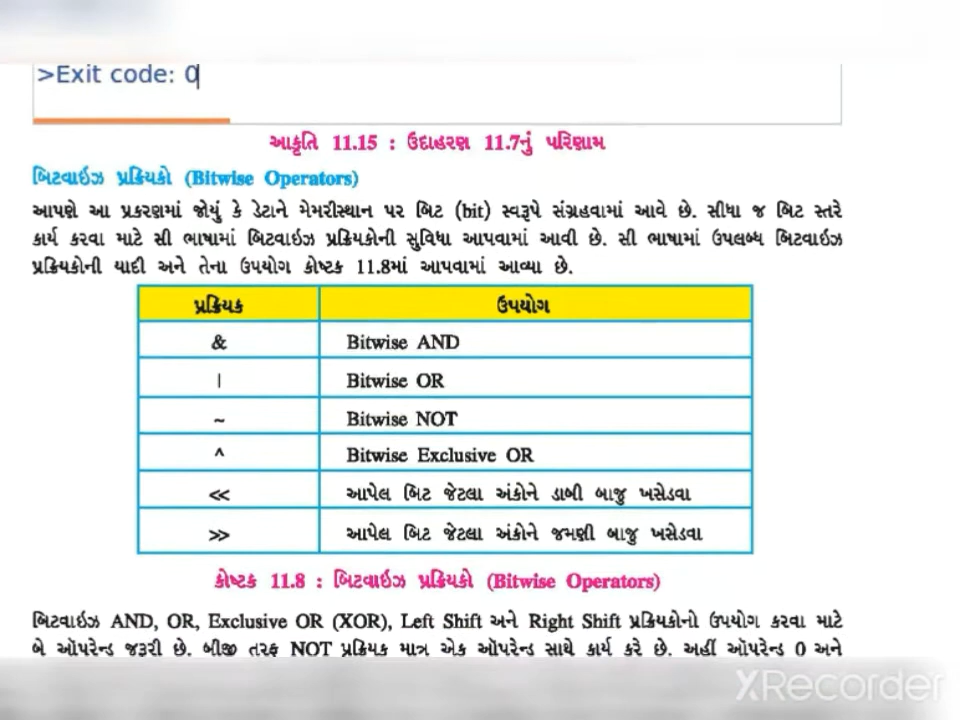 >Exit code: 0
આકૃતિ 11.15 : ઉદાહરણ 11.7નું પરિણામ
બિટવાઇઝ પ્રક્રિયકો (Bitwise Operators)
આપણે આ પ્રકરણમાં જોયું કે ડેટાને મેમરીસ્થાન પર બિટ (bit) સ્વરૂપે સંગ્રહવામાં આવે છે. સીધા જ બિટ સ્તરે
કાર્ય કરવા માટે સી ભાષામાં બિટવાઇઝ પ્રક્રિયકોની સુવિધા આપવામાં આવી છે. સી ભાષામાં ઉપલબ્ધ બિટવાઇઝ
પ્રક્રિયકોની યાદી અને તેના ઉપયોગ કોષ્ટક 11.8માં આપવામાં આવ્યા છે.
પ્રક્રિયક ઉપયોગ
& Bitwise AND
| Bitwise OR
~ Bitwise NOT
^ Bitwise Exclusive OR
<< આપેલ બિટ જેટલા અંકોને ડાબી બાજુ ખસેડવા
>> આપેલ બિટ જેટલા અંકોને જમણી બાજુ ખસેડવા
કોષ્ટક 11.8 : બિટવાઇઝ પ્રક્રિયકો (Bitwise Operators)
બિટવાઇઝ AND, OR, Exclusive OR (XOR), Left Shift અને Right Shift પ્રક્રિયકોનો ઉપયોગ કરવા માટે
બે ઑપરેન્ડ જરૂરી છે. બીજી તરફ NOT પ્રક્રિયક માત્ર એક ઑપરેન્ડ સાથે કાર્ય કરે છે. અહીં ઑપરેન્ડ 0 અને
XRecorder